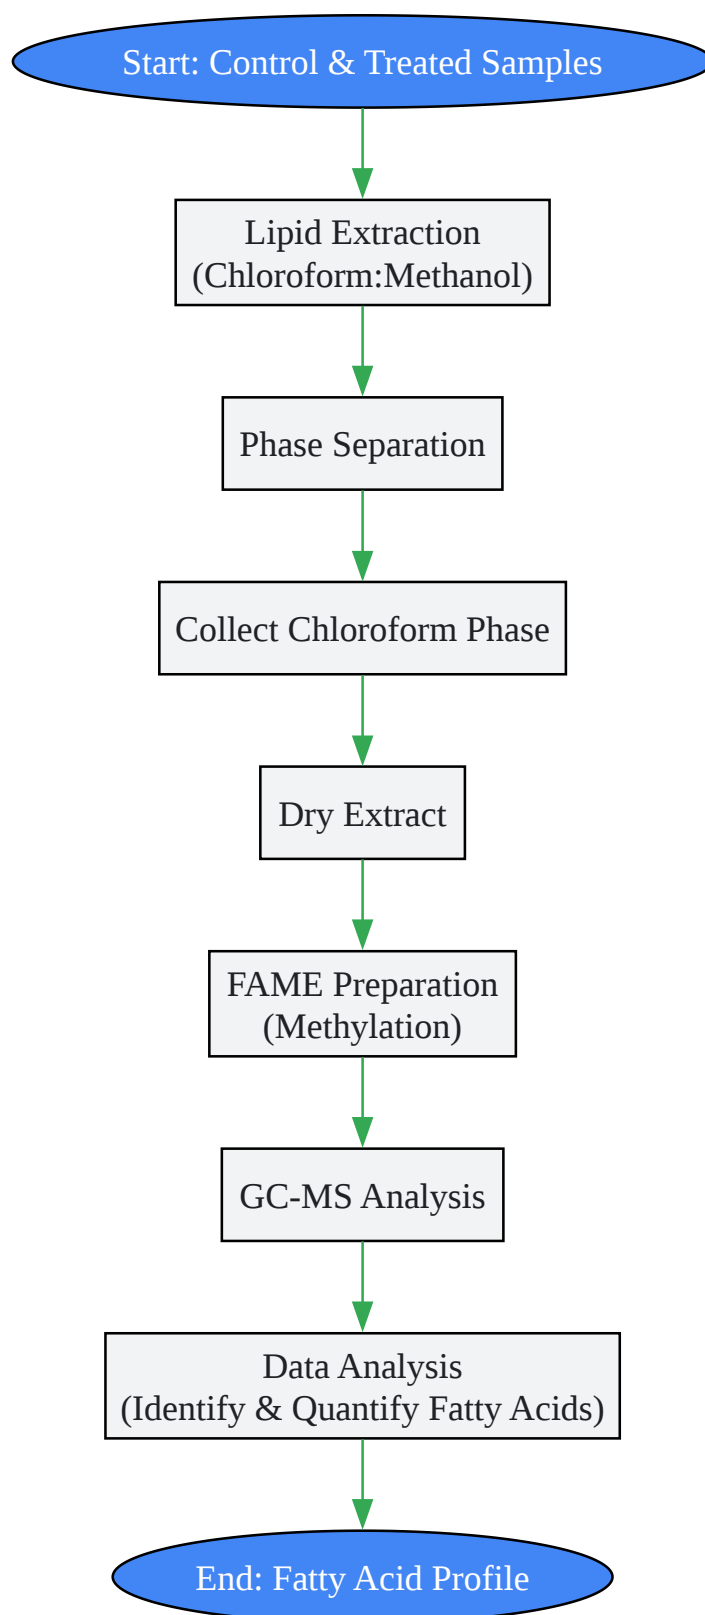 Start: Control & Treated Samples
Lipid Extraction
(Chloroform:Methanol)
Phase Separation
Collect Chloroform Phase
Dry Extract
FAME Preparation
(Methylation)
GC-MS Analysis
Data Analysis
(Identify & Quantify Fatty Acids)
End: Fatty Acid Profile